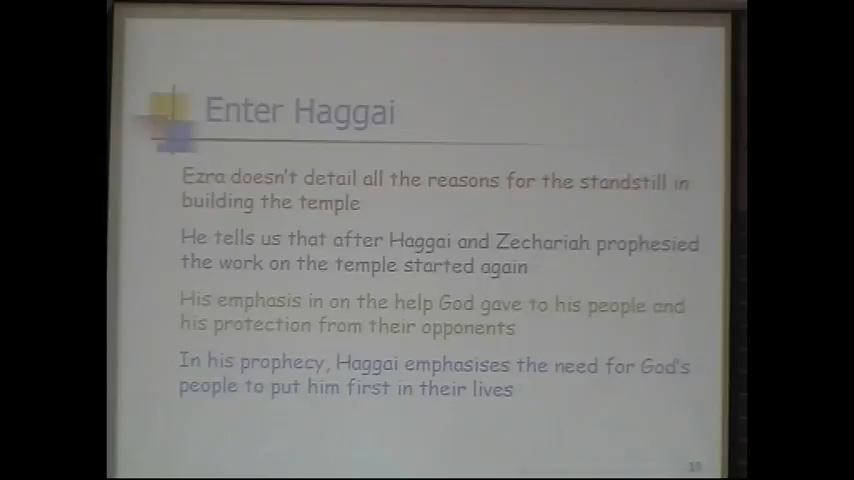 Enter Haggai
Ezra doesn't detail all the reasons for the standstill in
building the temple
He tells us that after Haggai and Zechariah prophesied
the work on the temple started again
His emphasis in on the help God gave to his people and
his protection from their opponents
In his prophecy, Haggai emphasises the need for God's
people to put him first in their lives